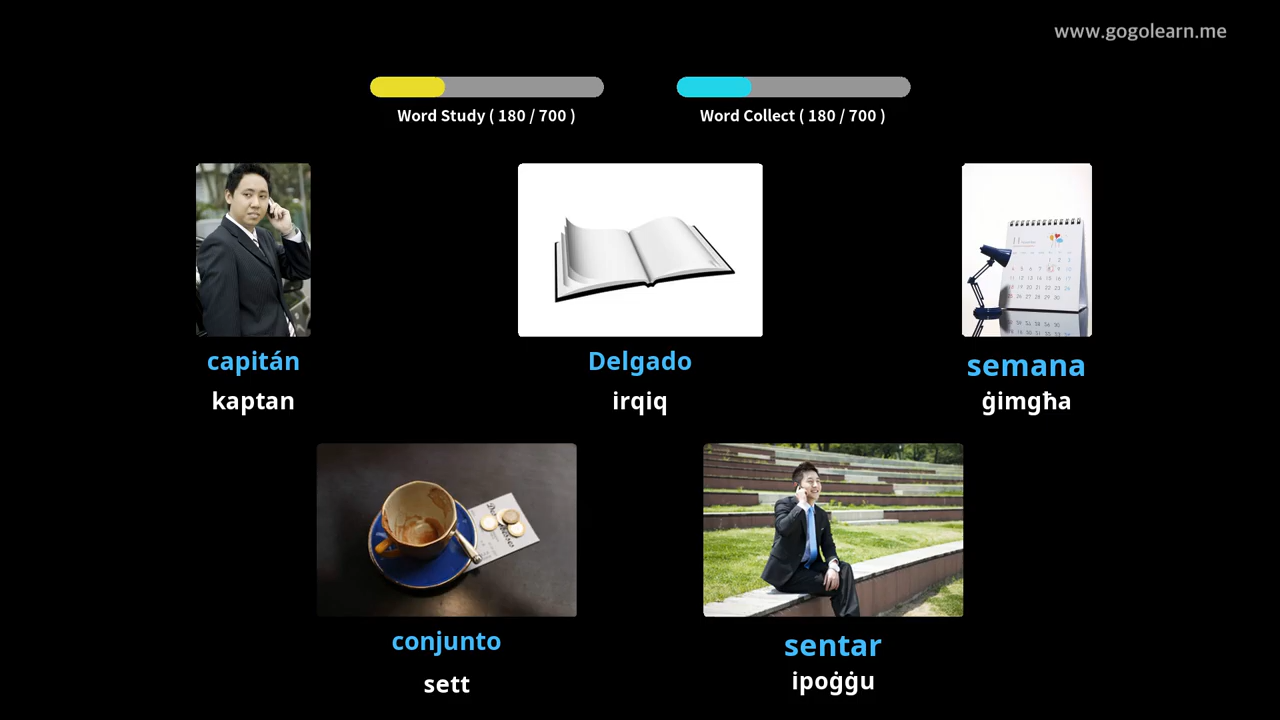 www.gogolearn.me
Word Study ( 180 / 700 )
Word Collect ( 180 / 700 )
capitán
kaptan
Delgado
irqiq
semana
ġimgħa
conjunto
sett
sentar
ipoġġu